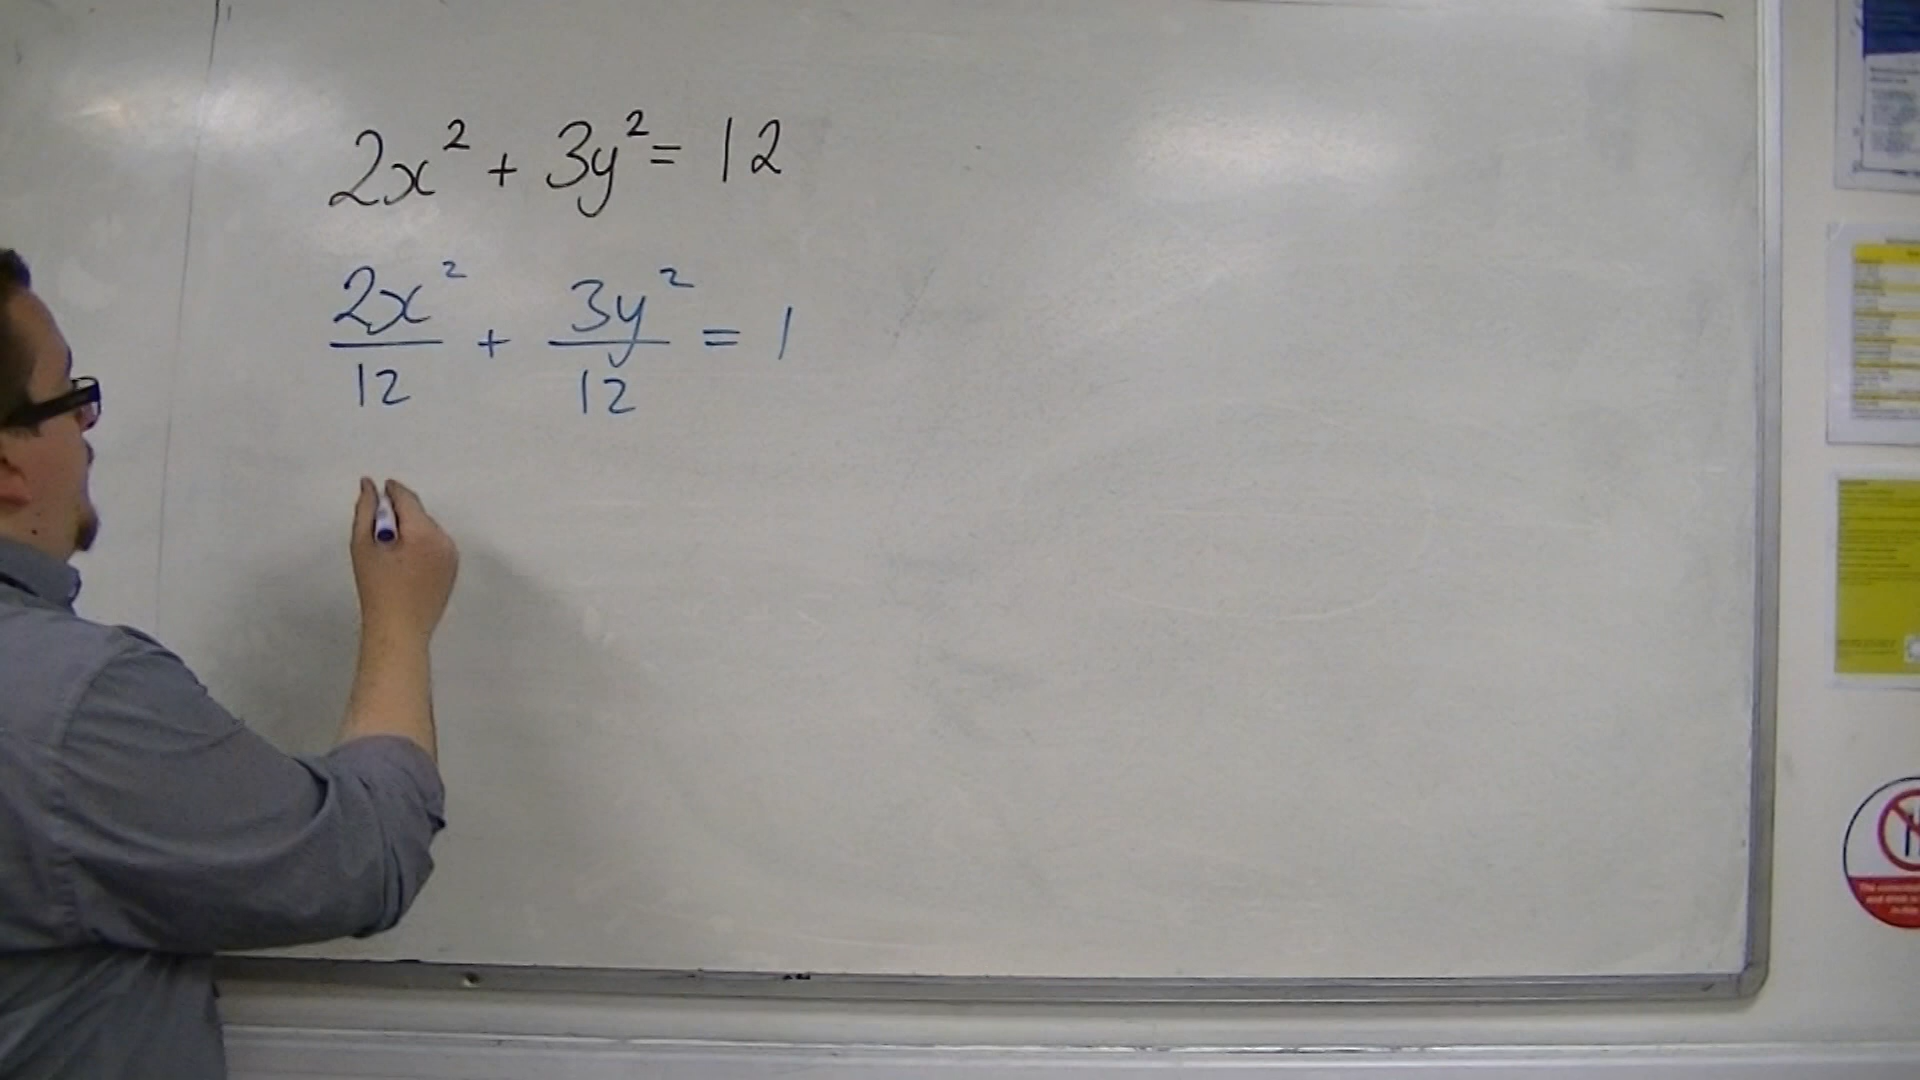 2x² + 3y² = 12
2x²/12 + 3y²/12 = 1